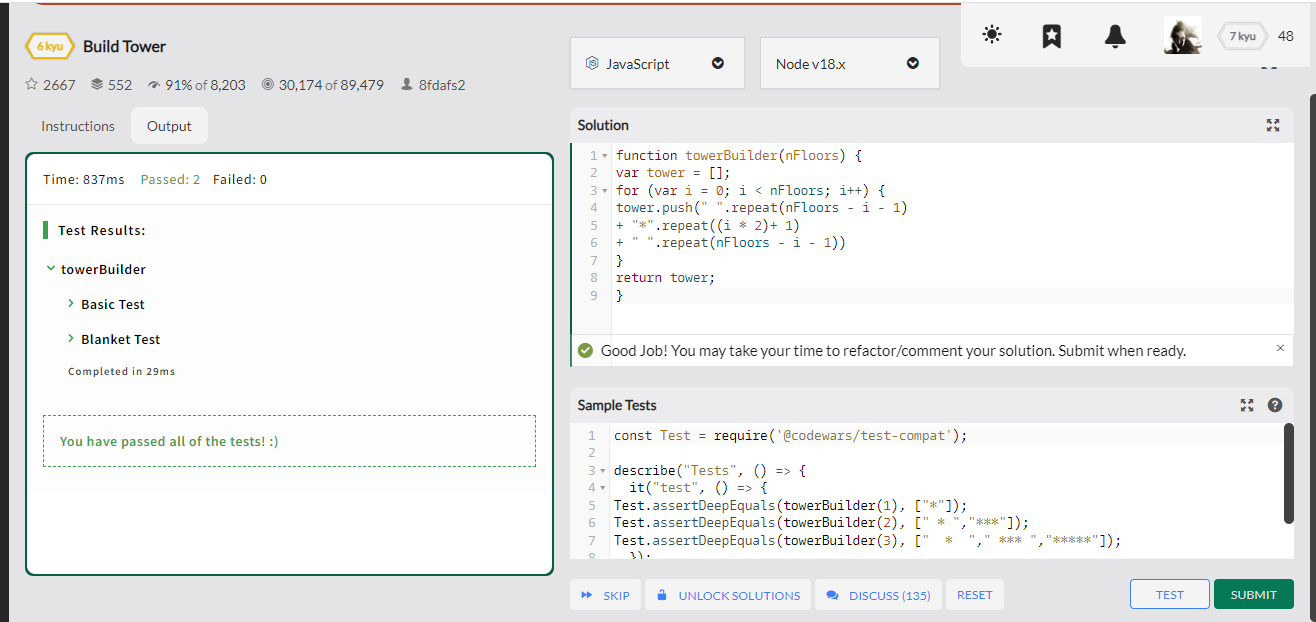 6 kyu Build Tower
2667 552 91% of 8,203 30,174 of 89,479 8fdafs2
Instructions Output
Time: 837ms Passed: 2 Failed: 0
Test Results:
towerBuilder
Basic Test
Blanket Test
Completed in 29ms
You have passed all of the tests! :)
JavaScript
Node v18.x
7 kyu 48
Solution
1 function towerBuilder(nFloors) {
2 var tower = [];
3 for (var i = 0; i < nFloors; i++) {
4 tower.push(" ".repeat(nFloors - i - 1)
5 + "*".repeat((i * 2)+ 1)
6 + " ".repeat(nFloors - i - 1))
7 }
8 return tower;
9 }
Good Job! You may take your time to refactor/comment your solution. Submit when ready.
Sample Tests
1 const Test = require('@codewars/test-compat');
2
3 describe("Tests", () => {
4   it("test", () => {
5 Test.assertDeepEquals(towerBuilder(1), ["*"]);
6 Test.assertDeepEquals(towerBuilder(2), [" * ","***"]);
7 Test.assertDeepEquals(towerBuilder(3), ["  *  "," *** ","*****"]);
8   });
SKIP UNLOCK SOLUTIONS DISCUSS (135) RESET TEST SUBMIT